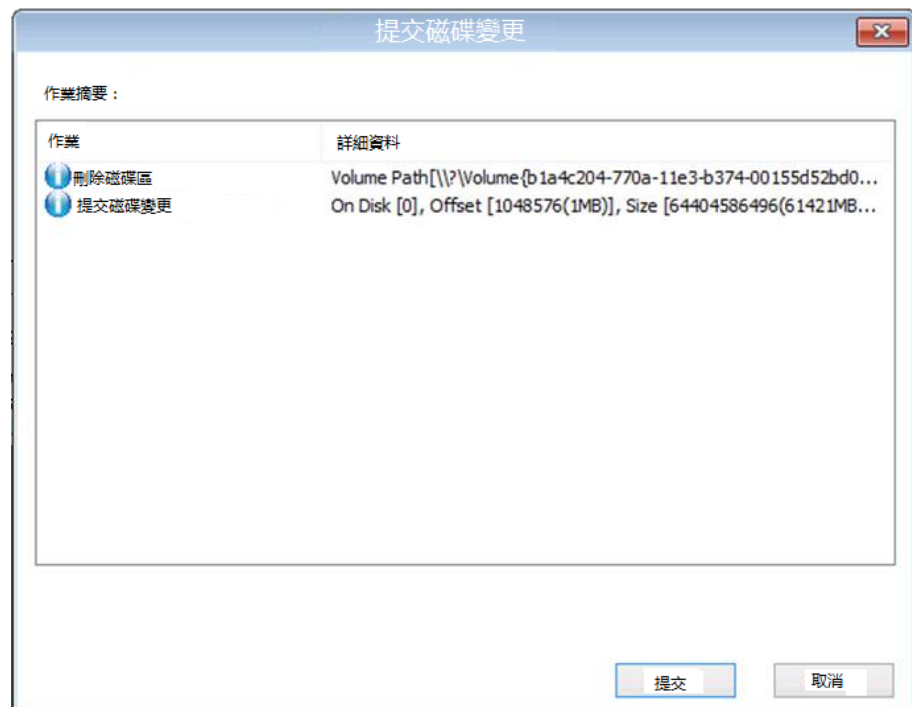 提交磁碟變更
作業摘要：
作業 詳細資料
刪除磁碟區 Volume Path[\\?\Volume{b1a4c204-770a-11e3-b374-00155d52bd0...
提交磁碟變更 On Disk [0], Offset [1048576(1MB)], Size [64404586496(61421MB...
提交 取消